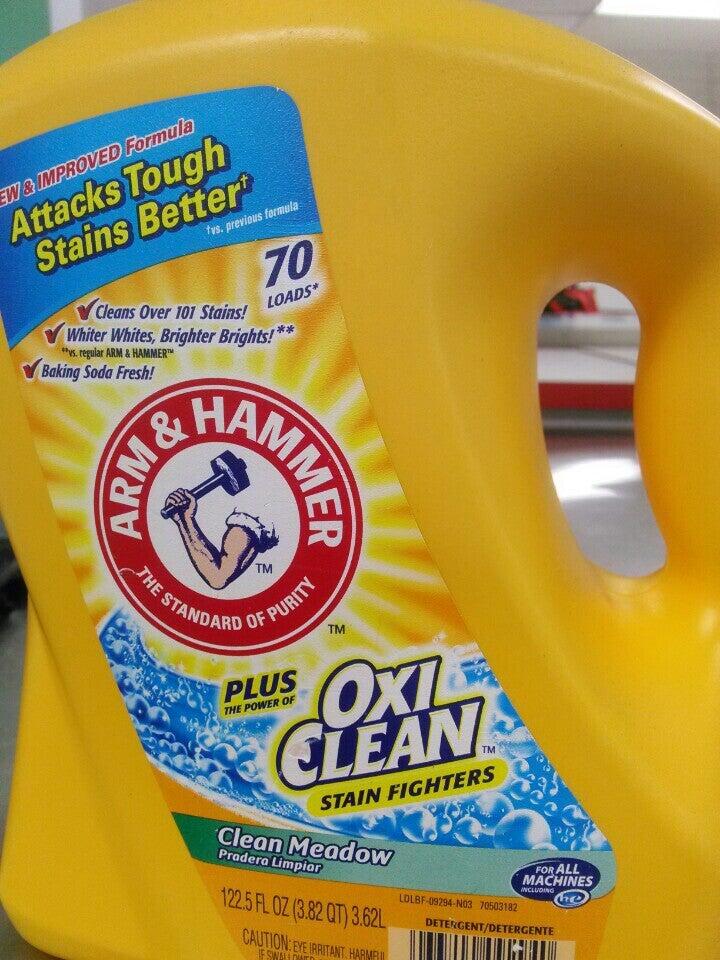 EW & IMPROVED Formula
Attacks Tough
Stains Better†
†vs. previous formula
70
LOADS*
Cleans Over 101 Stains!
Whiter Whites, Brighter Brights!**
**vs. regular ARM & HAMMER™
Baking Soda Fresh!
ARM & HAMMER
THE STANDARD OF PURITY
TM
TM
PLUS
THE POWER OF
OXI
CLEAN™
STAIN FIGHTERS
Clean Meadow
Pradera Limpiar
FOR ALL
MACHINES
INCLUDING he
122.5 FL OZ (3.82 QT) 3.62L
LDLBF-09294-N03 70503182
DETERGENT/DETERGENTE
CAUTION: EYE IRRITANT. HARMFUL
IF SWALLOWED